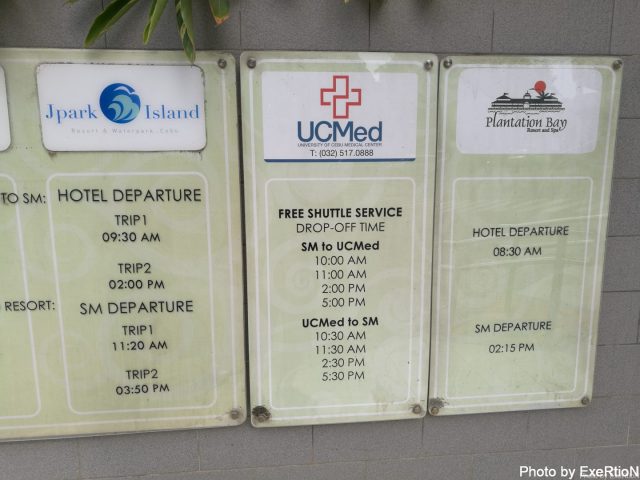 Jpark Island
Resort & Waterpark, Cebu
TO SM:
HOTEL DEPARTURE
TRIP1
09:30 AM
TRIP2
02:00 PM
RESORT:
SM DEPARTURE
TRIP1
11:20 AM
TRIP2
03:50 PM
UCMed
UNIVERSITY OF CEBU MEDICAL CENTER
T: (032) 517.0888
FREE SHUTTLE SERVICE
DROP-OFF TIME
SM to UCMed
10:00 AM
11:00 AM
2:00 PM
5:00 PM
UCMed to SM
10:30 AM
11:30 AM
2:30 PM
5:30 PM
Plantation Bay
Resort and Spa
HOTEL DEPARTURE
08:30 AM
SM DEPARTURE
02:15 PM
Photo by ExeRtioN